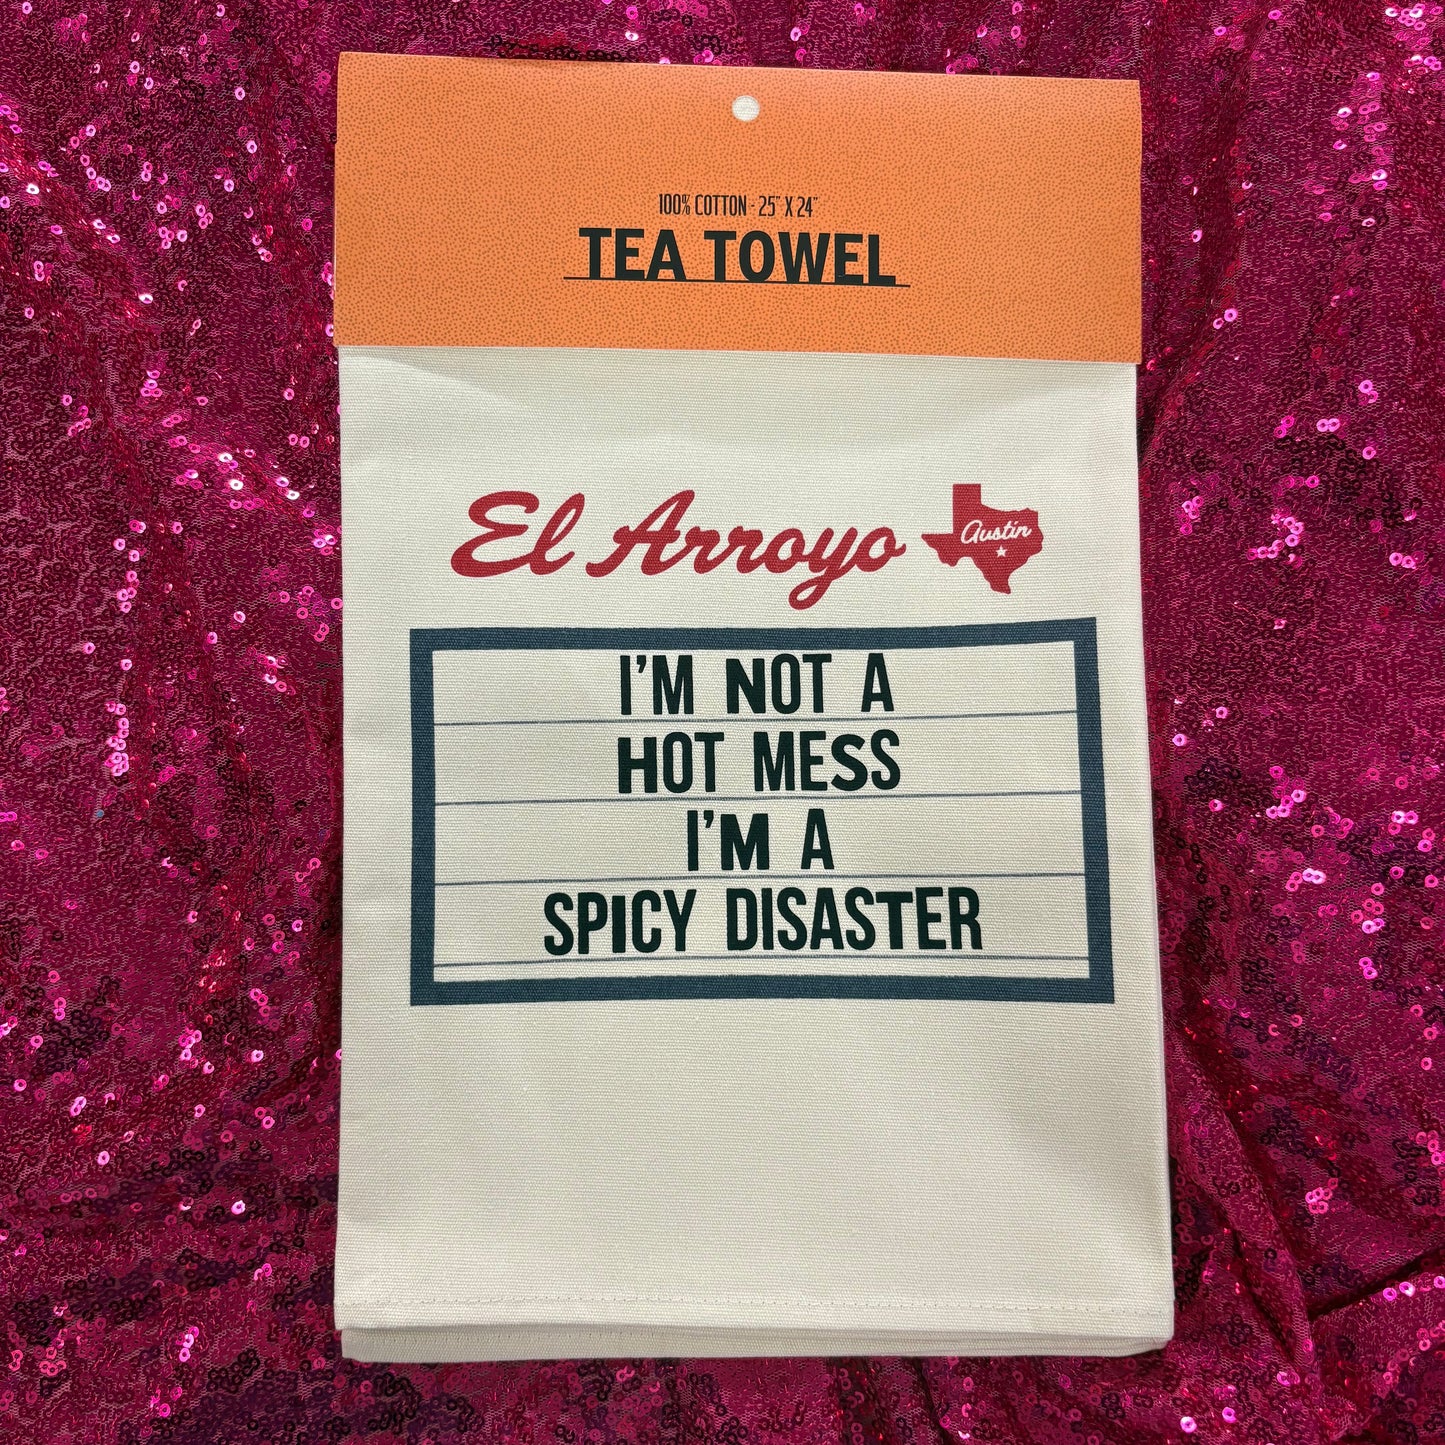 100% COTTON - 25" X 24"
TEA TOWEL
El Arroyo
Austin
I'M NOT A
HOT MESS
I'M A
SPICY DISASTER